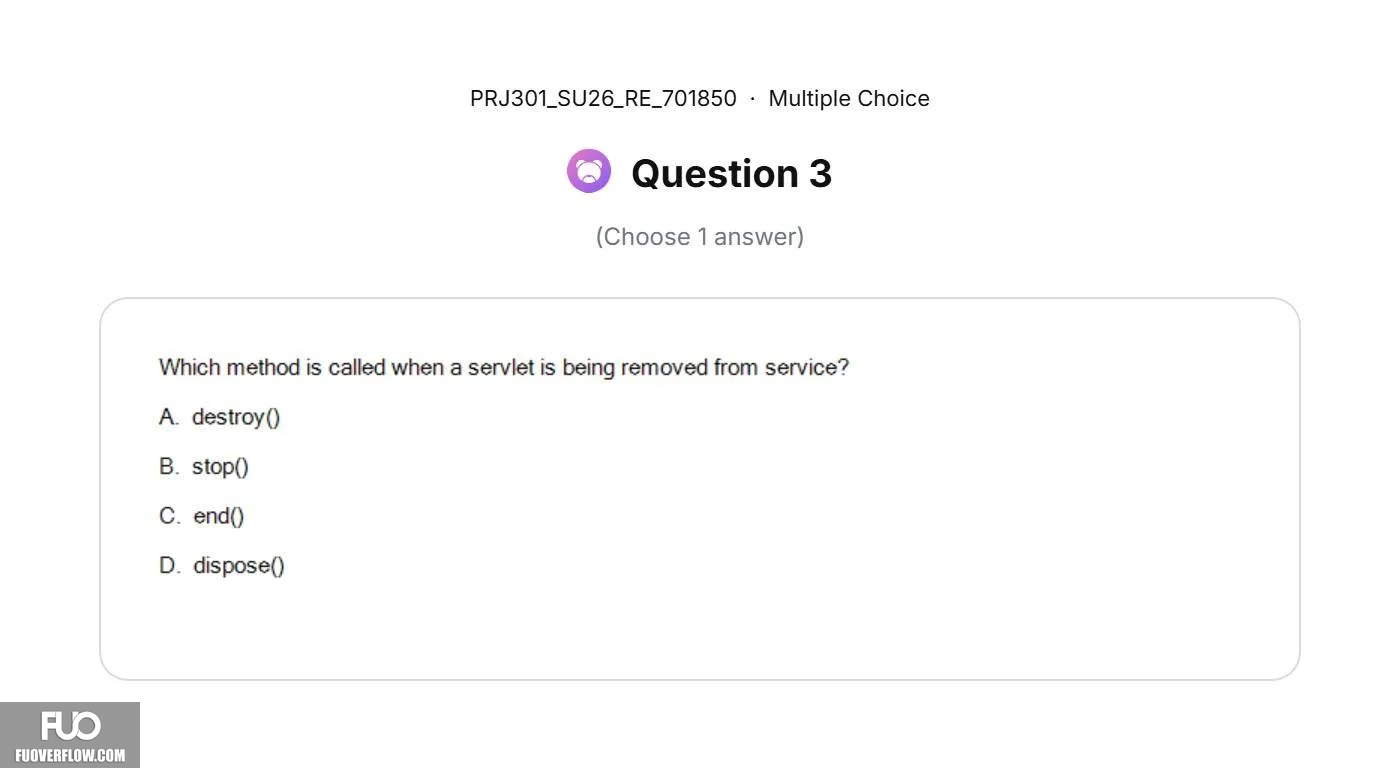 PRJ301_SU26_RE_701850 · Multiple Choice
Question 3
(Choose 1 answer)
Which method is called when a servlet is being removed from service?
A. destroy()
B. stop()
C. end()
D. dispose()
FUO
FUOVERFLOW.COM